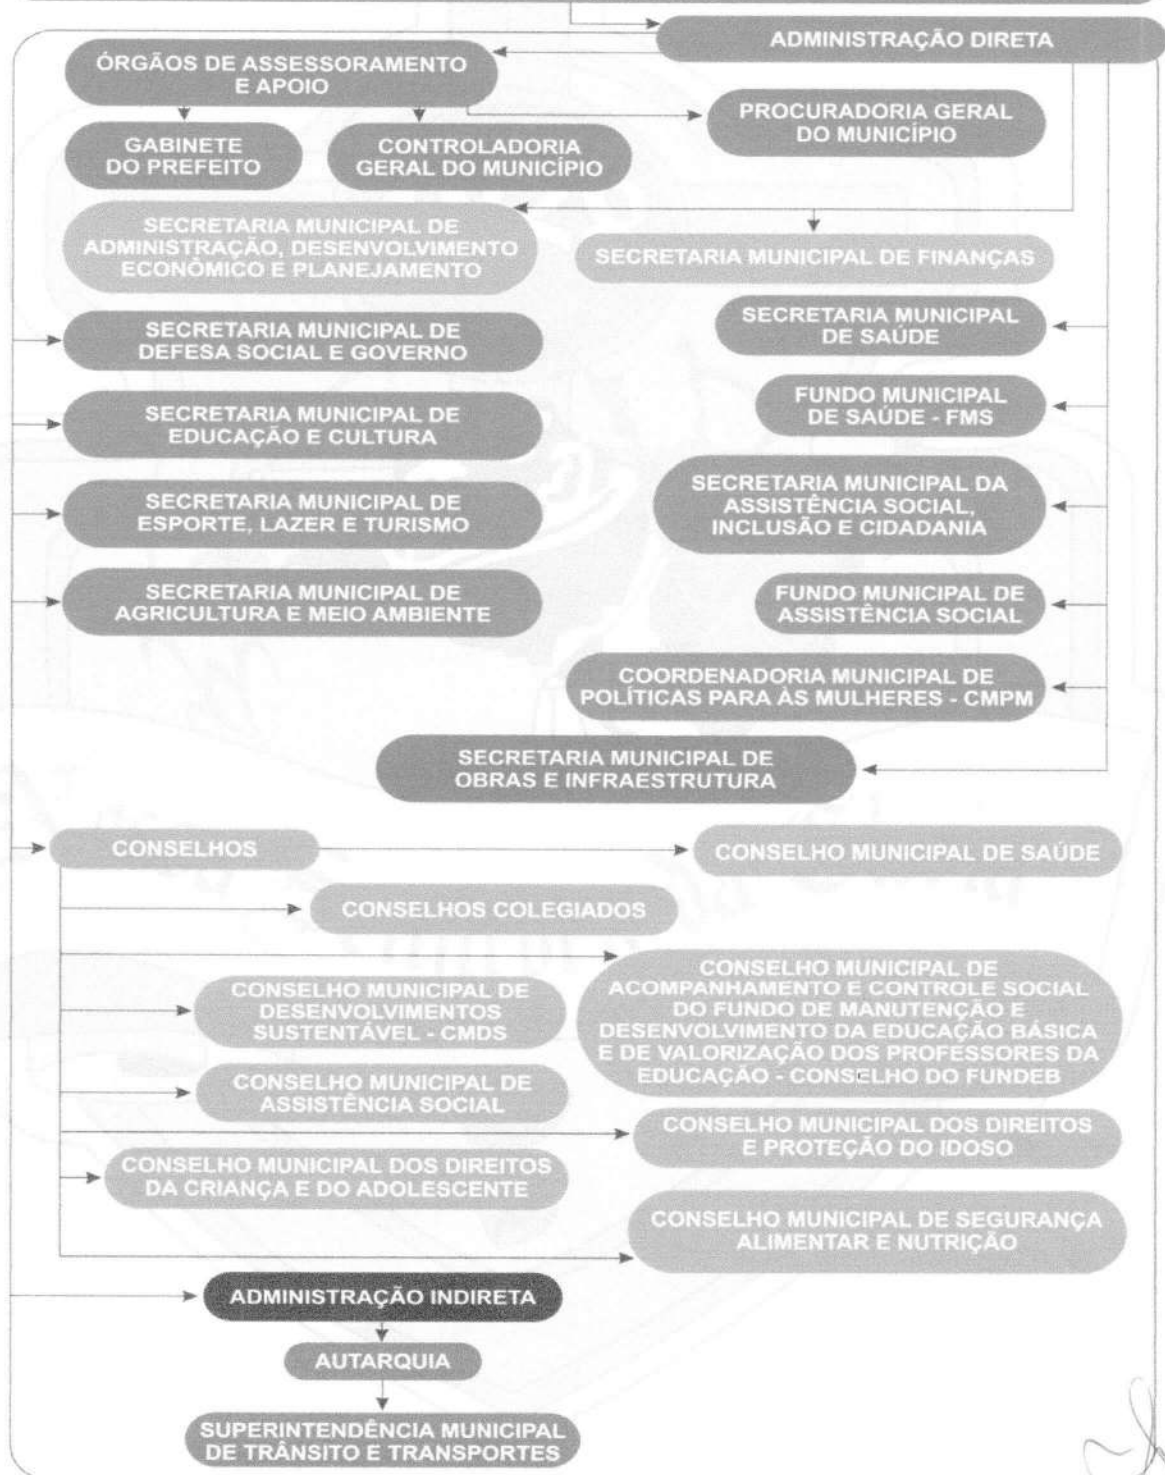 ADMINISTRAÇÃO DIRETA
ÓRGÃOS DE ASSESSORAMENTO
E APOIO
PROCURADORIA GERAL
DO MUNICÍPIO
GABINETE
DO PREFEITO
CONTROLADORIA
GERAL DO MUNICÍPIO
SECRETARIA MUNICIPAL DE
ADMINISTRAÇÃO, DESENVOLVIMENTO
ECONÔMICO E PLANEJAMENTO
SECRETARIA MUNICIPAL DE FINANÇAS
SECRETARIA MUNICIPAL
DE SAÚDE
SECRETARIA MUNICIPAL DE
DEFESA SOCIAL E GOVERNO
FUNDO MUNICIPAL
DE SAÚDE - FMS
SECRETARIA MUNICIPAL DE
EDUCAÇÃO E CULTURA
SECRETARIA MUNICIPAL DA
ASSISTÊNCIA SOCIAL,
INCLUSÃO E CIDADANIA
SECRETARIA MUNICIPAL DE
ESPORTE, LAZER E TURISMO
FUNDO MUNICIPAL DE
ASSISTÊNCIA SOCIAL
SECRETARIA MUNICIPAL DE
AGRICULTURA E MEIO AMBIENTE
COORDENADORIA MUNICIPAL DE
POLÍTICAS PARA ÀS MULHERES - CMPM
SECRETARIA MUNICIPAL DE
OBRAS E INFRAESTRUTURA
CONSELHOS
CONSELHO MUNICIPAL DE SAÚDE
CONSELHOS COLEGIADOS
CONSELHO MUNICIPAL DE
ACOMPANHAMENTO E CONTROLE SOCIAL
DO FUNDO DE MANUTENÇÃO E
DESENVOLVIMENTO DA EDUCAÇÃO BÁSICA
E DE VALORIZAÇÃO DOS PROFESSORES DA
EDUCAÇÃO - CONSELHO DO FUNDEB
CONSELHO MUNICIPAL DE
DESENVOLVIMENTOS
SUSTENTÁVEL - CMDS
CONSELHO MUNICIPAL DE
ASSISTÊNCIA SOCIAL
CONSELHO MUNICIPAL DOS DIREITOS
E PROTEÇÃO DO IDOSO
CONSELHO MUNICIPAL DOS DIREITOS
DA CRIANÇA E DO ADOLESCENTE
CONSELHO MUNICIPAL DE SEGURANÇA
ALIMENTAR E NUTRIÇÃO
ADMINISTRAÇÃO INDIRETA
AUTARQUIA
SUPERINTENDÊNCIA MUNICIPAL
DE TRÂNSITO E TRANSPORTES